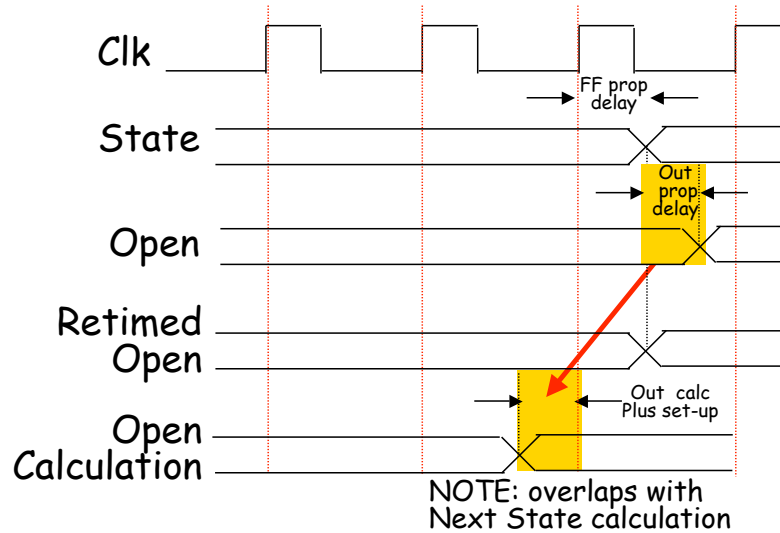 Clk
FF prop
delay
State
Out
prop
delay
Open
Retimed
Open
Out calc
Plus set-up
Open
Calculation
NOTE: overlaps with
Next State calculation